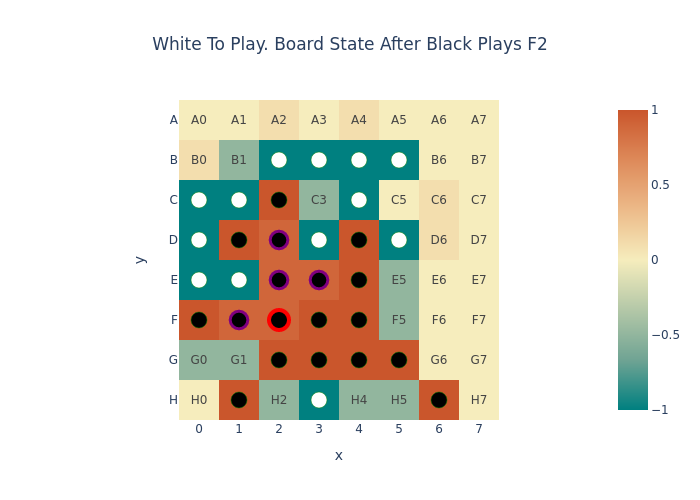 White To Play. Board State After Black Plays F2
A A0 A1 A2 A3 A4 A5 A6 A7
B B0 B1 B6 B7
C C3 C5 C6 C7
D D6 D7
E E5 E6 E7
F F5 F6 F7
G G0 G1 G6 G7
H H0 H2 H4 H5 H7
0 1 2 3 4 5 6 7
x
y
1
0.5
0
−0.5
−1